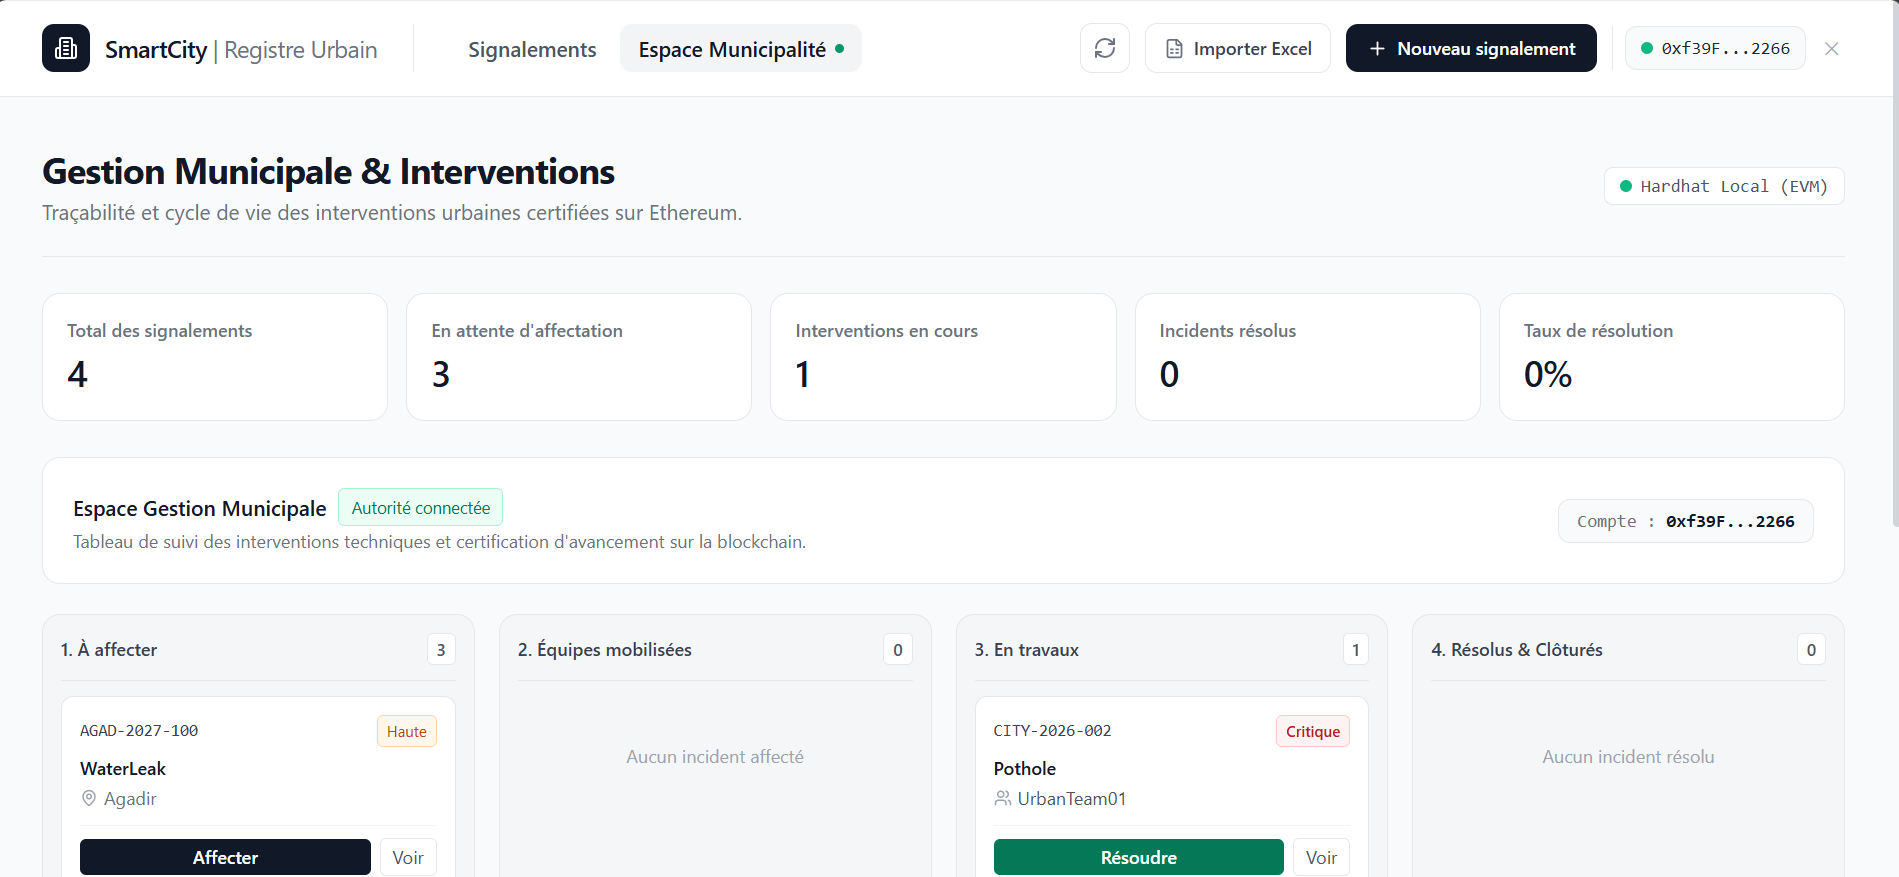 SmartCity | Registre Urbain
Signalements
Espace Municipalité
Importer Excel
+ Nouveau signalement
0xf39F...2266
Gestion Municipale & Interventions
Traçabilité et cycle de vie des interventions urbaines certifiées sur Ethereum.
Hardhat Local (EVM)
Total des signalements
4
En attente d'affectation
3
Interventions en cours
1
Incidents résolus
0
Taux de résolution
0%
Espace Gestion Municipale
Autorité connectée
Tableau de suivi des interventions techniques et certification d'avancement sur la blockchain.
Compte : 0xf39F...2266
1. À affecter
3
AGAD-2027-100
Haute
WaterLeak
Agadir
Affecter
Voir
2. Équipes mobilisées
0
Aucun incident affecté
3. En travaux
1
CITY-2026-002
Critique
Pothole
UrbanTeam01
Résoudre
Voir
4. Résolus & Clôturés
0
Aucun incident résolu